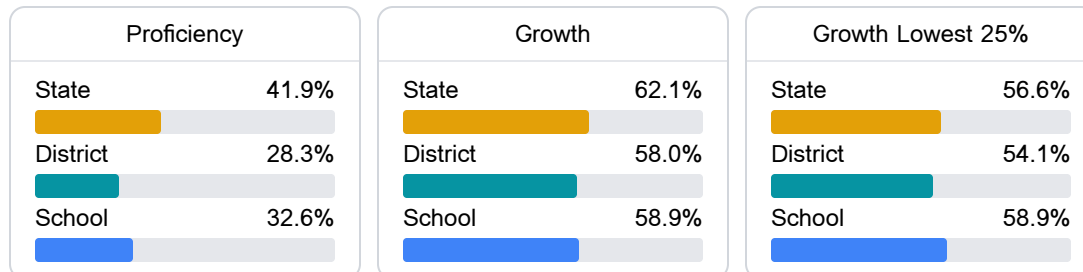 Proficiency
State 41.9%
District 28.3%
School 32.6%
Growth
State 62.1%
District 58.0%
School 58.9%
Growth Lowest 25%
State 56.6%
District 54.1%
School 58.9%